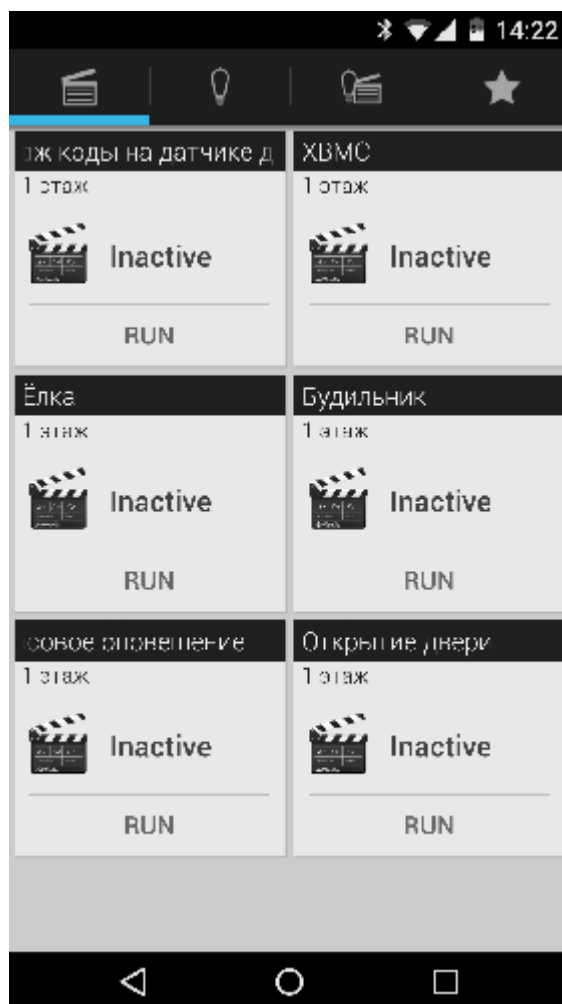 14:22
аж коды на датчике д
ХВМС
1 этаж
1 этаж
Inactive
Inactive
RUN
RUN
Ёлка
Будильник
1 этаж
1 этаж
Inactive
Inactive
RUN
RUN
совое оповещение
Открытие двери
1 этаж
1 этаж
Inactive
Inactive
RUN
RUN